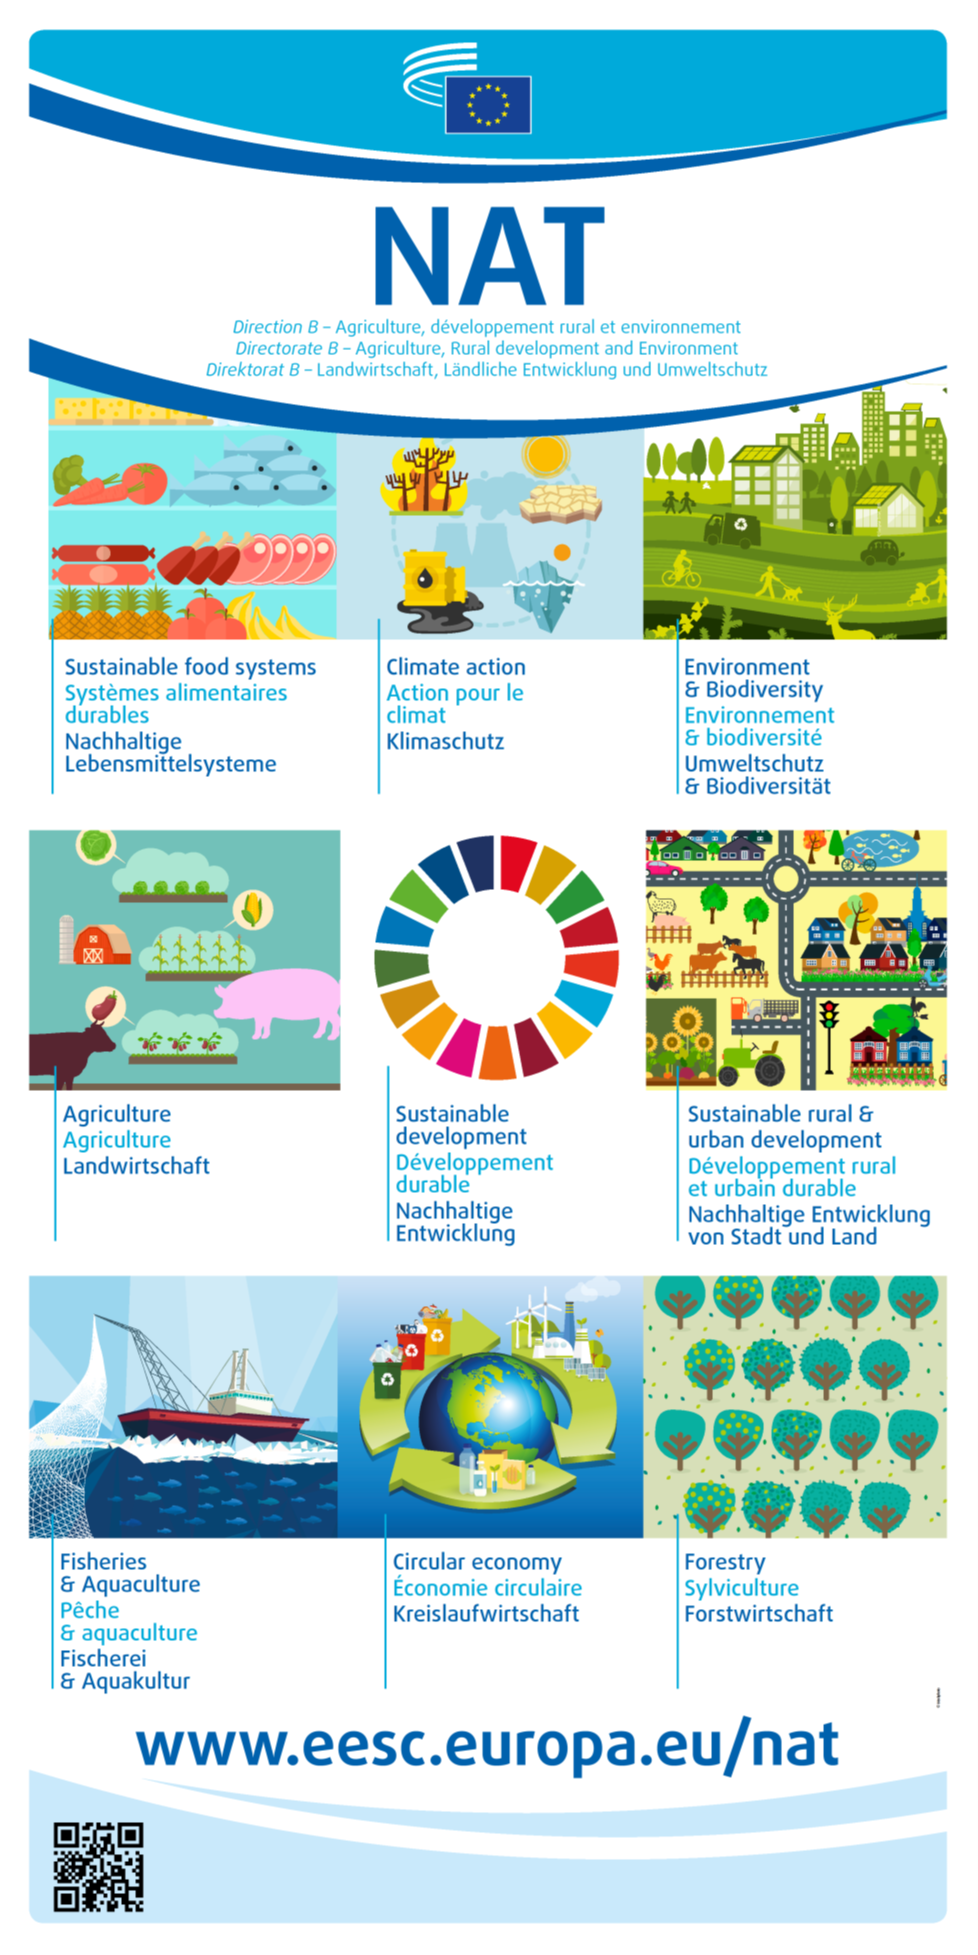 NAT
Direction B – Agriculture, développement rural et environnement
Directorate B – Agriculture, Rural development and Environment
Direktorat B – Landwirtschaft, Ländliche Entwicklung und Umweltschutz
Sustainable food systems
Systèmes alimentaires
durables
Nachhaltige
Lebensmittelsysteme
Climate action
Action pour le
climat
Klimaschutz
Environment
& Biodiversity
Environnement
& biodiversité
Umweltschutz
& Biodiversität
Agriculture
Agriculture
Landwirtschaft
Sustainable
development
Développement
durable
Nachhaltige
Entwicklung
Sustainable rural &
urban development
Développement rural
et urbain durable
Nachhaltige Entwicklung
von Stadt und Land
Fisheries
& Aquaculture
Pêche
& aquaculture
Fischerei
& Aquakultur
Circular economy
Économie circulaire
Kreislaufwirtschaft
Forestry
Sylviculture
Forstwirtschaft
www.eesc.europa.eu/nat